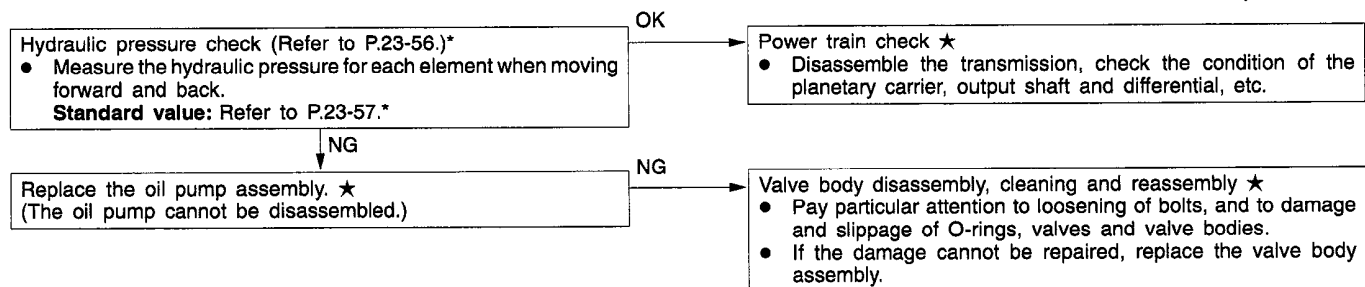 OK
Hydraulic pressure check (Refer to P.23-56.)*
● Measure the hydraulic pressure for each element when moving
forward and back.
Standard value: Refer to P.23-57.*
Power train check ★
● Disassemble the transmission, check the condition of the
planetary carrier, output shaft and differential, etc.
NG
Replace the oil pump assembly. ★
(The oil pump cannot be disassembled.)
NG
Valve body disassembly, cleaning and reassembly ★
● Pay particular attention to loosening of bolts, and to damage
and slippage of O-rings, valves and valve bodies.
● If the damage cannot be repaired, replace the valve body
assembly.